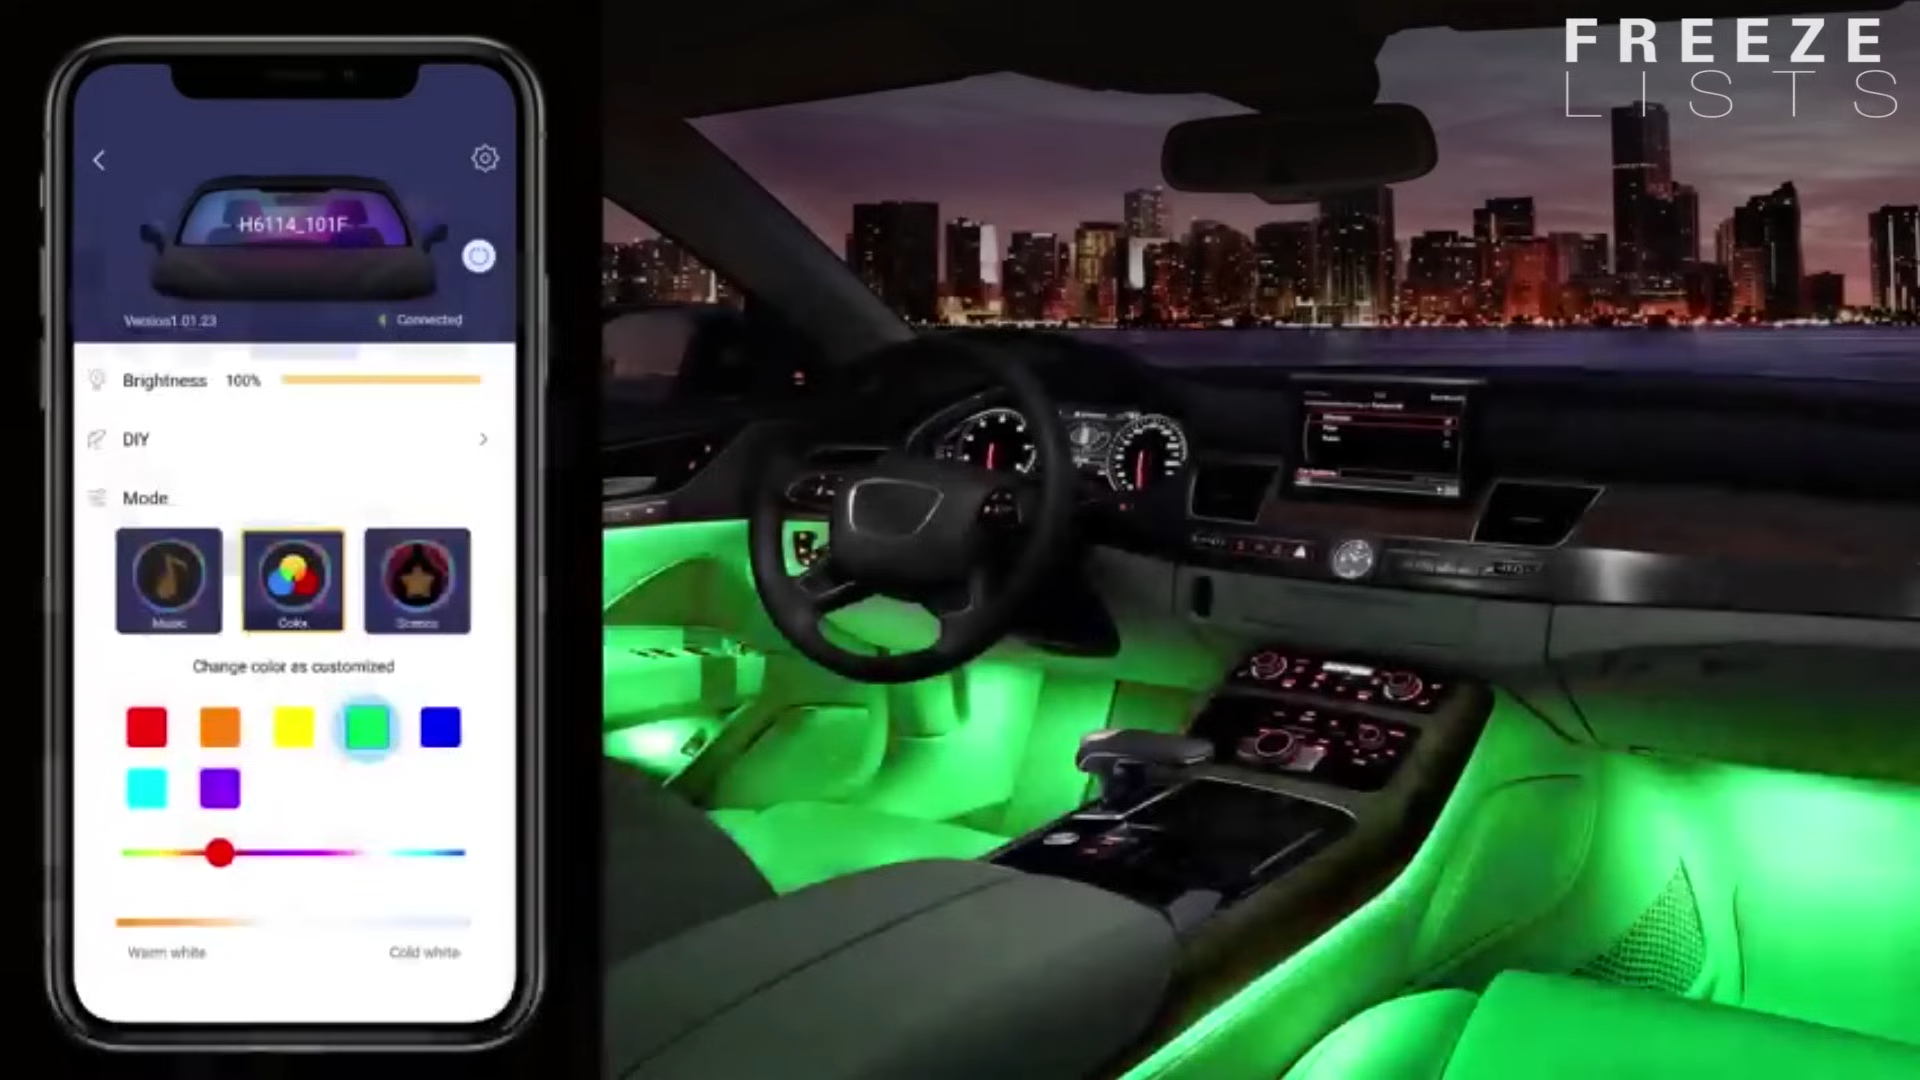 FREEZE
LISTS
H6114_101F
Version1.01.23
Connected
Brightness 100%
DIY
Mode
Music
Color
Scenes
Change color as customized
Warm white
Cold white